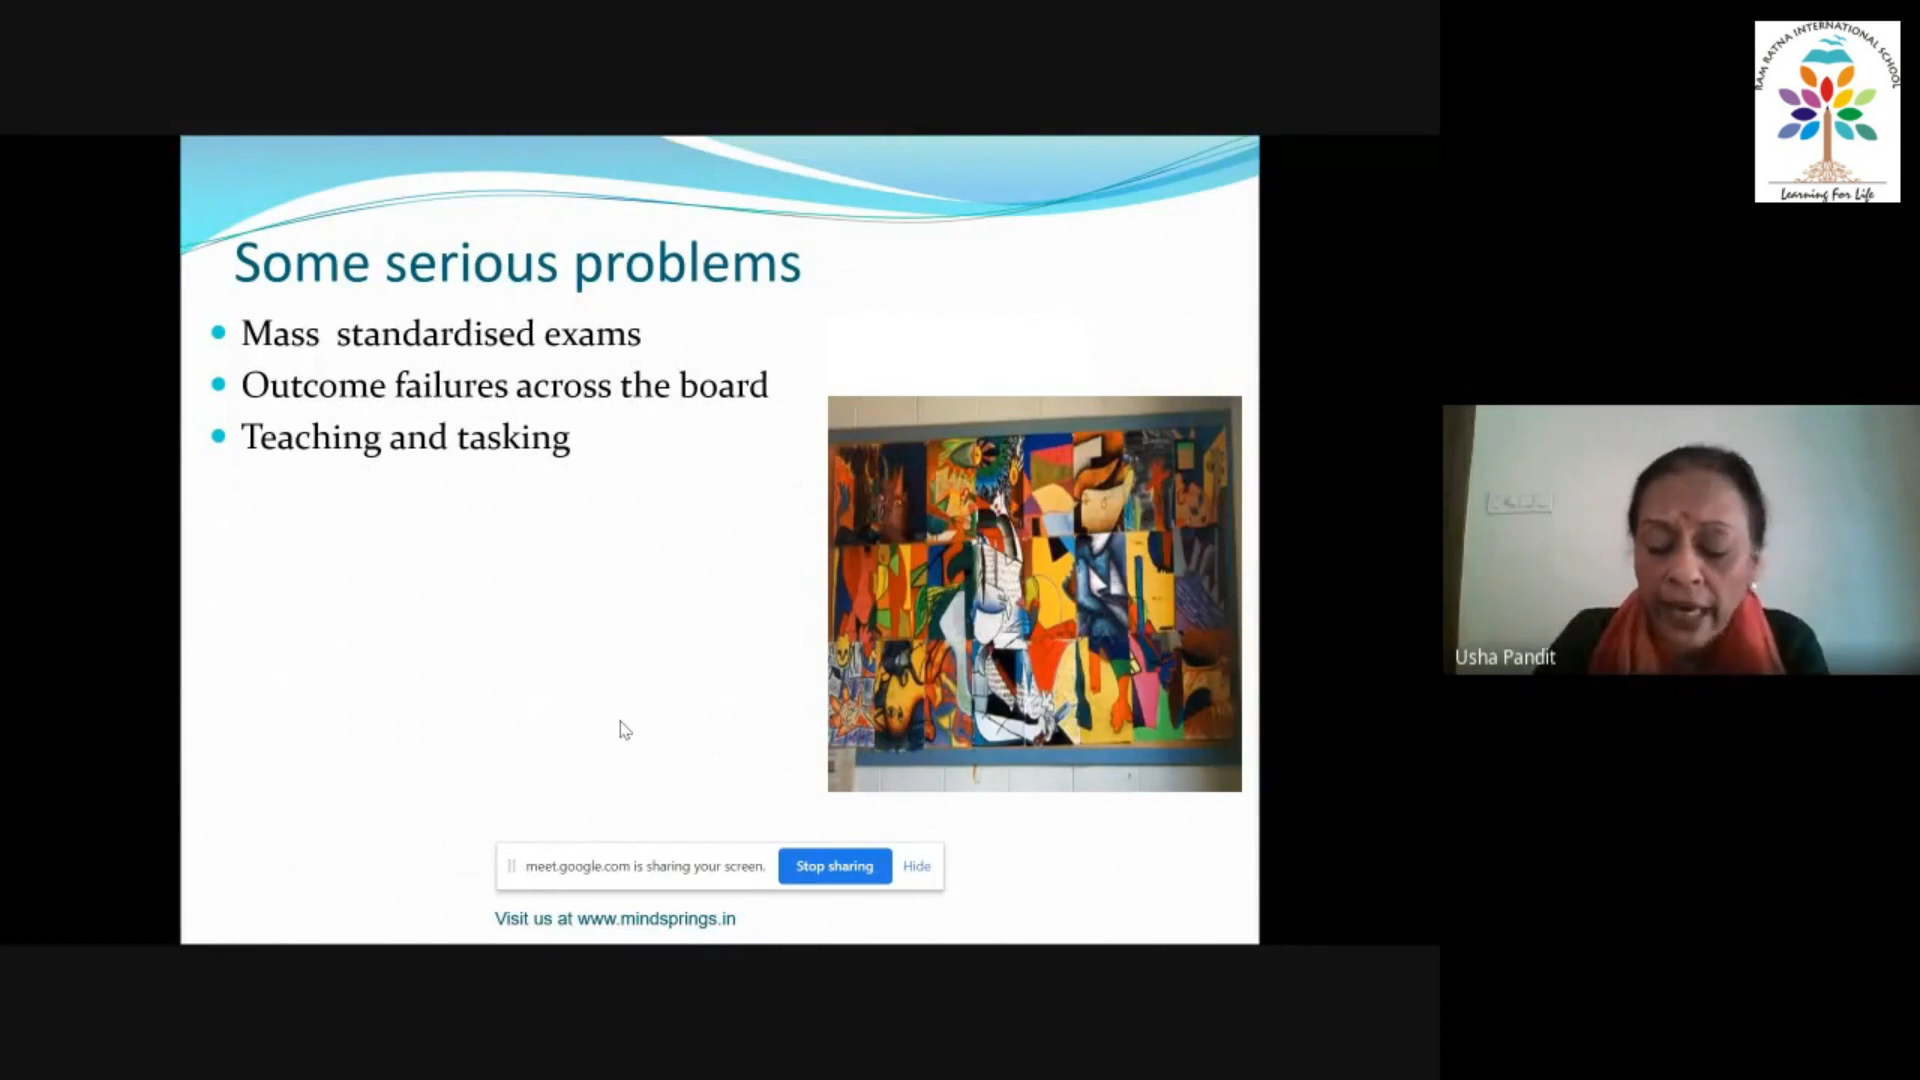 RAM RATNA INTERNATIONAL SCHOOL
Learning For Life
Some serious problems
Mass standardised exams
Outcome failures across the board
Teaching and tasking
Usha Pandit
meet.google.com is sharing your screen. Stop sharing Hide
Visit us at www.mindsprings.in